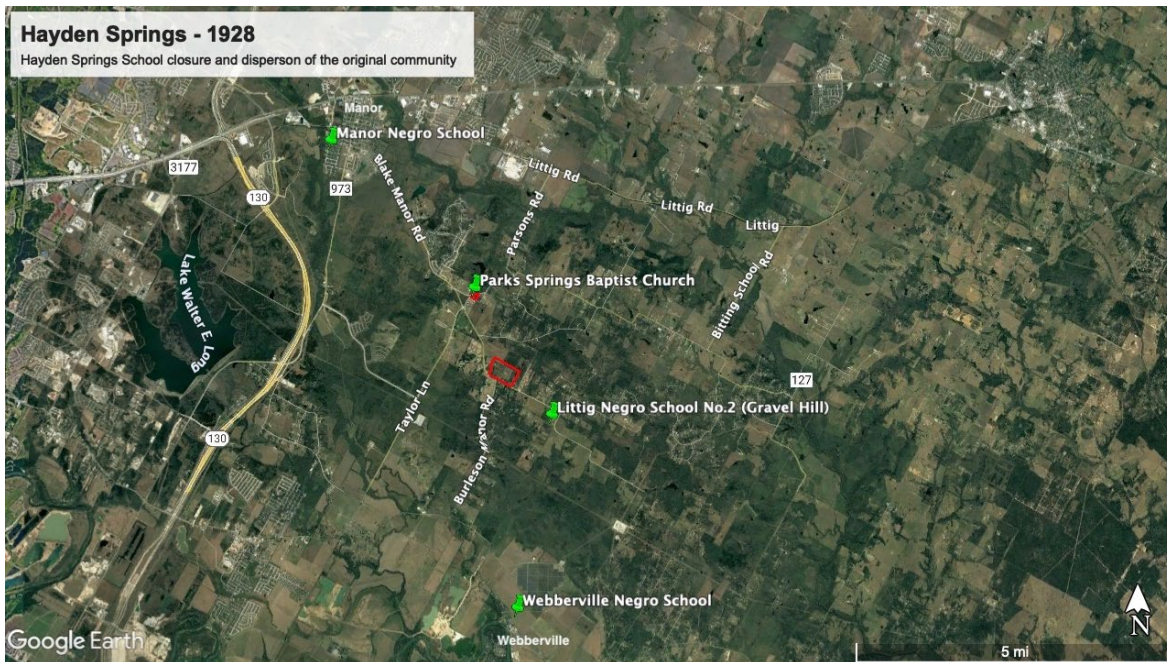 Hayden Springs - 1928
Hayden Springs School closure and disperson of the original community
Manor
Manor Negro School
3177
Blake Manor Rd
Littig Rd
130
973
Parsons Rd
Littig Rd
Littig
Lake Walter E. Long
Parks Springs Baptist Church
Bitting School Rd
127
Taylor Ln
Littig Negro School No.2 (Gravel Hill)
130
Burleson Manor Rd
Webberville Negro School
Webberville
Google Earth
N
5 mi